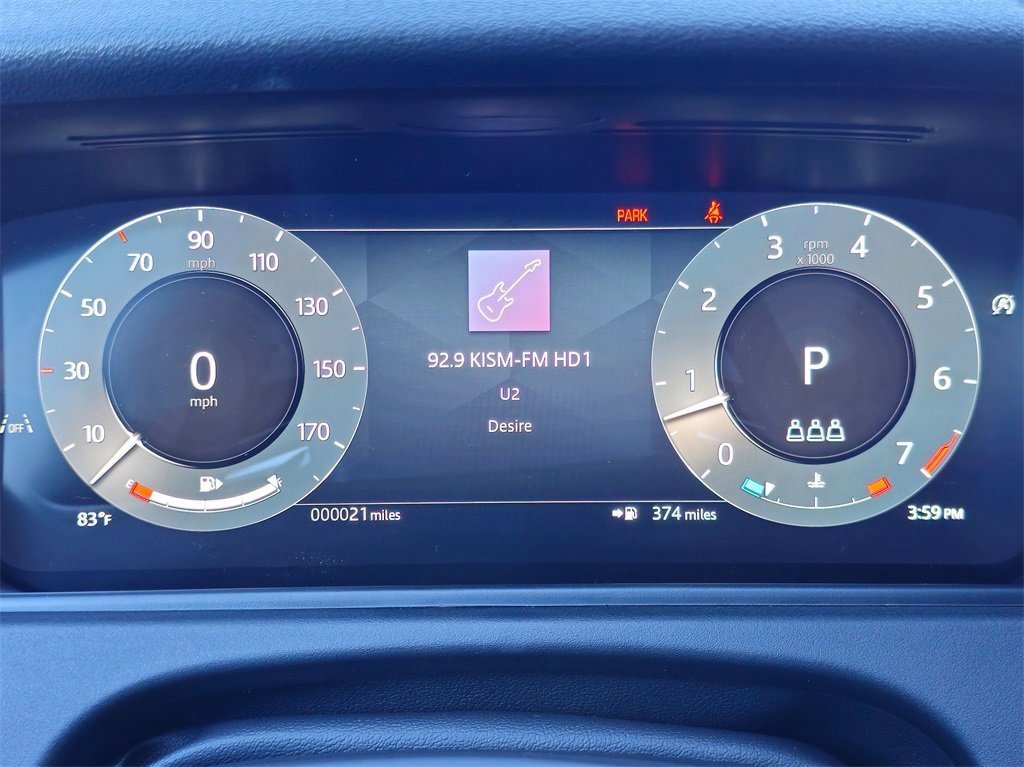 PARK
90
mph
70
110
50
130
30
150
10
170
0
mph
E
F
83°F
OFF
92.9 KISM-FM HD1
U2
Desire
000021 miles
374 miles
rpm
x 1000
3
4
2
5
1
6
0
7
P
3:59 PM